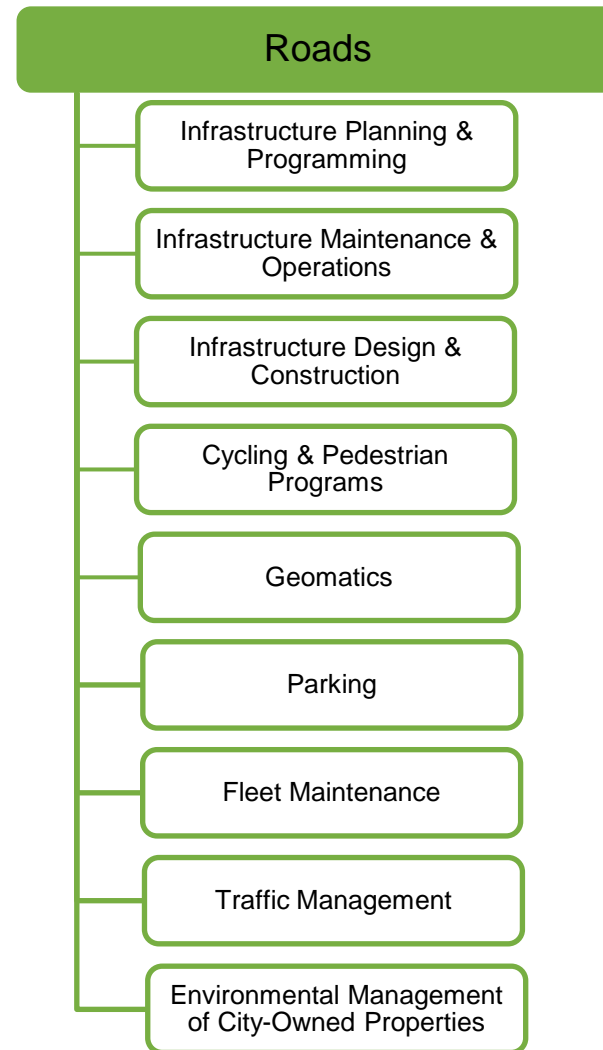 Roads
Infrastructure Planning &
Programming
Infrastructure Maintenance &
Operations
Infrastructure Design &
Construction
Cycling & Pedestrian
Programs
Geomatics
Parking
Fleet Maintenance
Traffic Management
Environmental Management
of City-Owned Properties